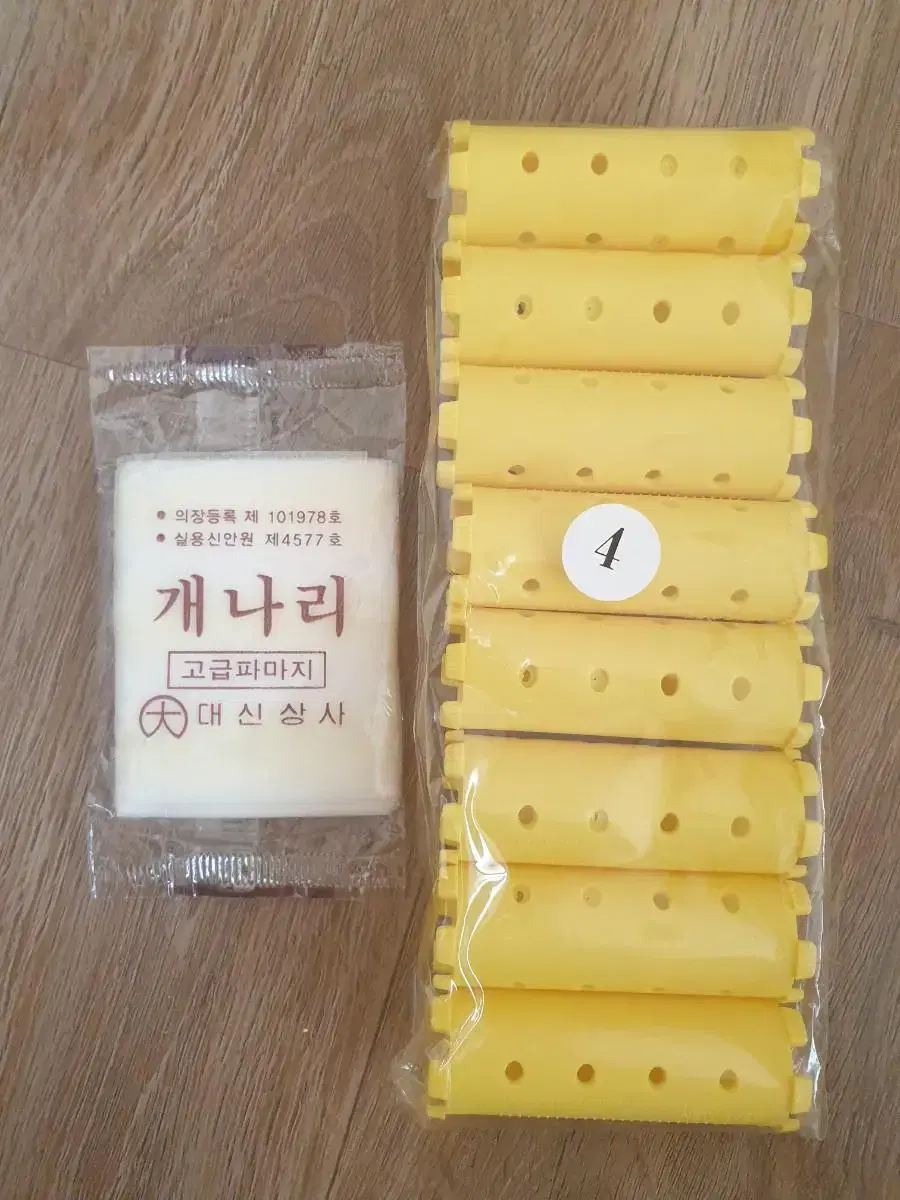 의장등록 제 101978호
실용신안원 제4577호
개나리
고급파마지
大 대신상사
4